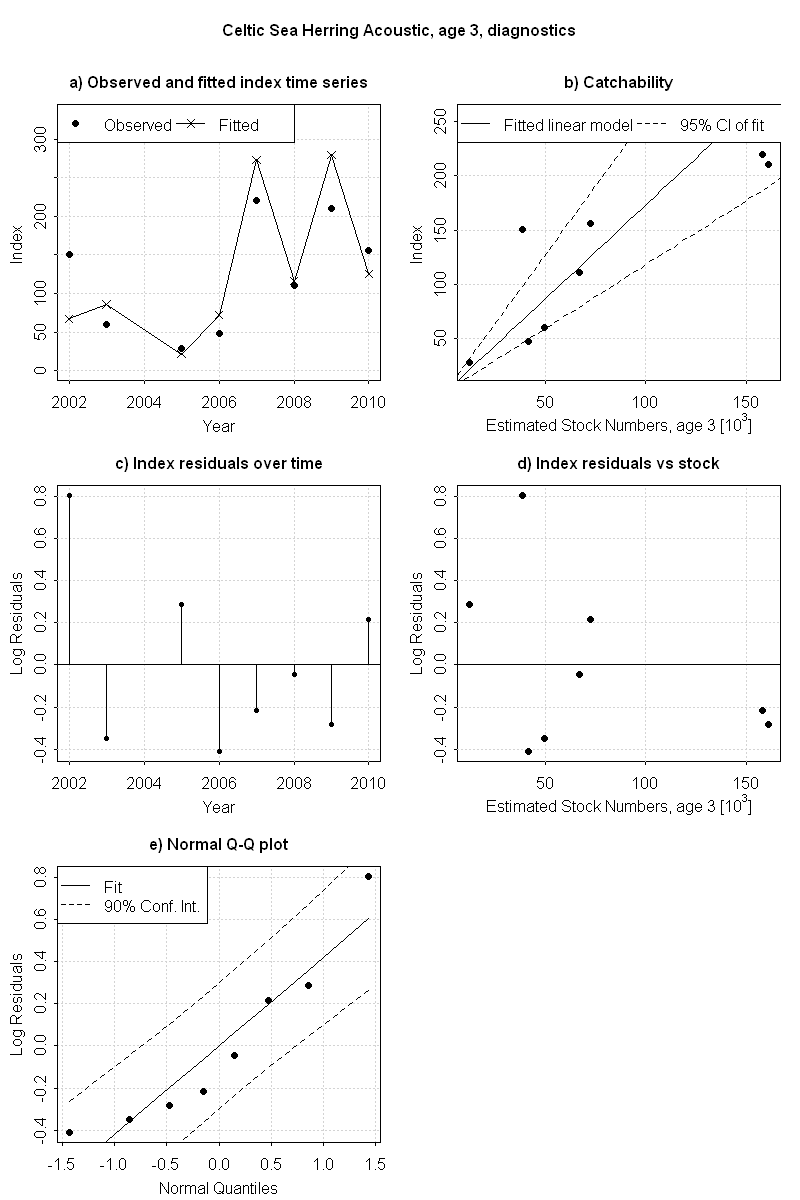 Celtic Sea Herring Acoustic, age 3, diagnostics
a) Observed and fitted index time series
Observed Fitted
Index
0 50 100 200 300
2002 2004 2006 2008 2010
Year
b) Catchability
Fitted linear model 95% CI of fit
Index
50 100 150 200 250
50 100 150
Estimated Stock Numbers, age 3 [10³]
c) Index residuals over time
Log Residuals
-0.4 -0.2 0.0 0.2 0.4 0.6 0.8
2002 2004 2006 2008 2010
Year
d) Index residuals vs stock
Log Residuals
-0.4 -0.2 0.0 0.2 0.4 0.6 0.8
50 100 150
Estimated Stock Numbers, age 3 [10³]
e) Normal Q-Q plot
Fit
90% Conf. Int.
Log Residuals
-0.4 -0.2 0.0 0.2 0.4 0.6 0.8
-1.5 -1.0 -0.5 0.0 0.5 1.0 1.5
Normal Quantiles